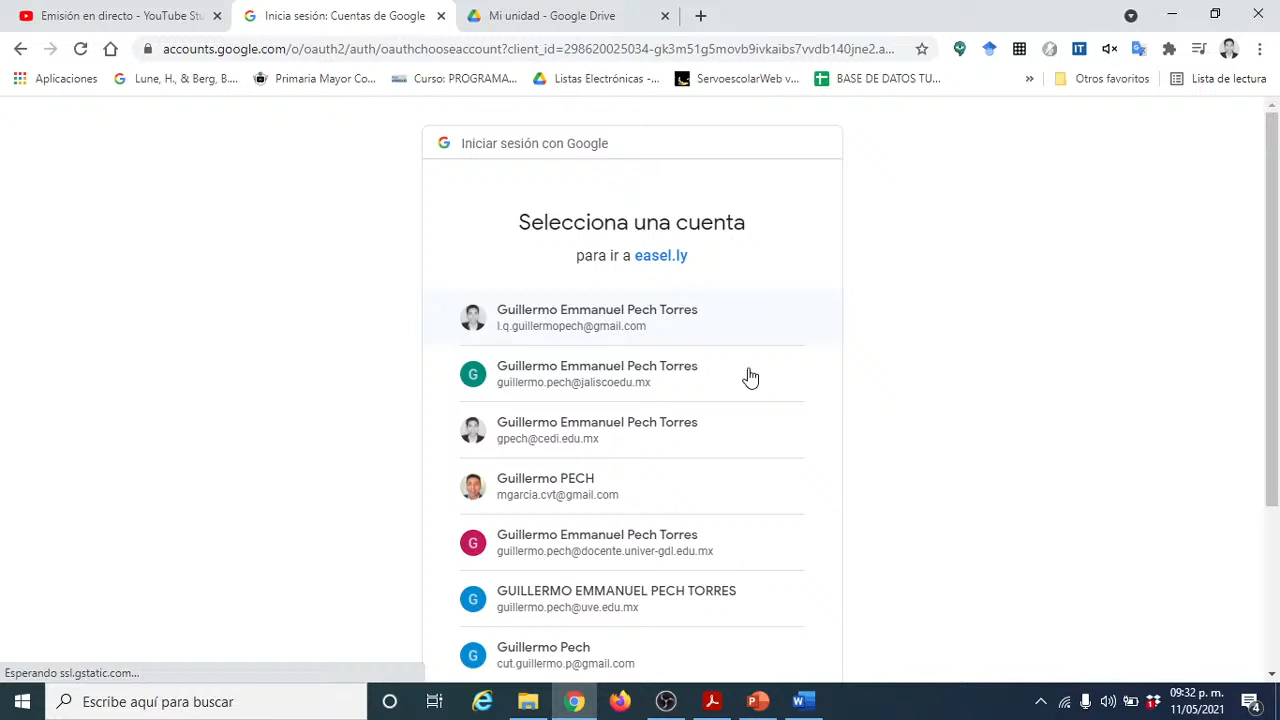 Emisión en directo - YouTube Stu
Inicia sesión: Cuentas de Google
Mi unidad - Google Drive
accounts.google.com/o/oauth2/auth/oauthchooseaccount?client_id=298620025034-gk3m51g5movb9ivkaibs7vvdb140jne2.a...
Aplicaciones
Lune, H., & Berg, B....
Primaria Mayor Co...
Curso: PROGRAMA...
Listas Electrónicas -...
SemsescolarWeb v...
BASE DE DATOS TU...
»
Otros favoritos
Lista de lectura
Iniciar sesión con Google
Selecciona una cuenta
para ir a easel.ly
Guillermo Emmanuel Pech Torres
l.q.guillermopech@gmail.com
G
Guillermo Emmanuel Pech Torres
guillermo.pech@jaliscoedu.mx
Guillermo Emmanuel Pech Torres
gpech@cedi.edu.mx
Guillermo PECH
mgarcia.cvt@gmail.com
G
Guillermo Emmanuel Pech Torres
guillermo.pech@docente.univer-gdl.edu.mx
G
GUILLERMO EMMANUEL PECH TORRES
guillermo.pech@uve.edu.mx
G
Guillermo Pech
cut.guillermo.p@gmail.com
Esperando ssl.gstatic.com...
Escribe aquí para buscar
09:32 p. m.
11/05/2021